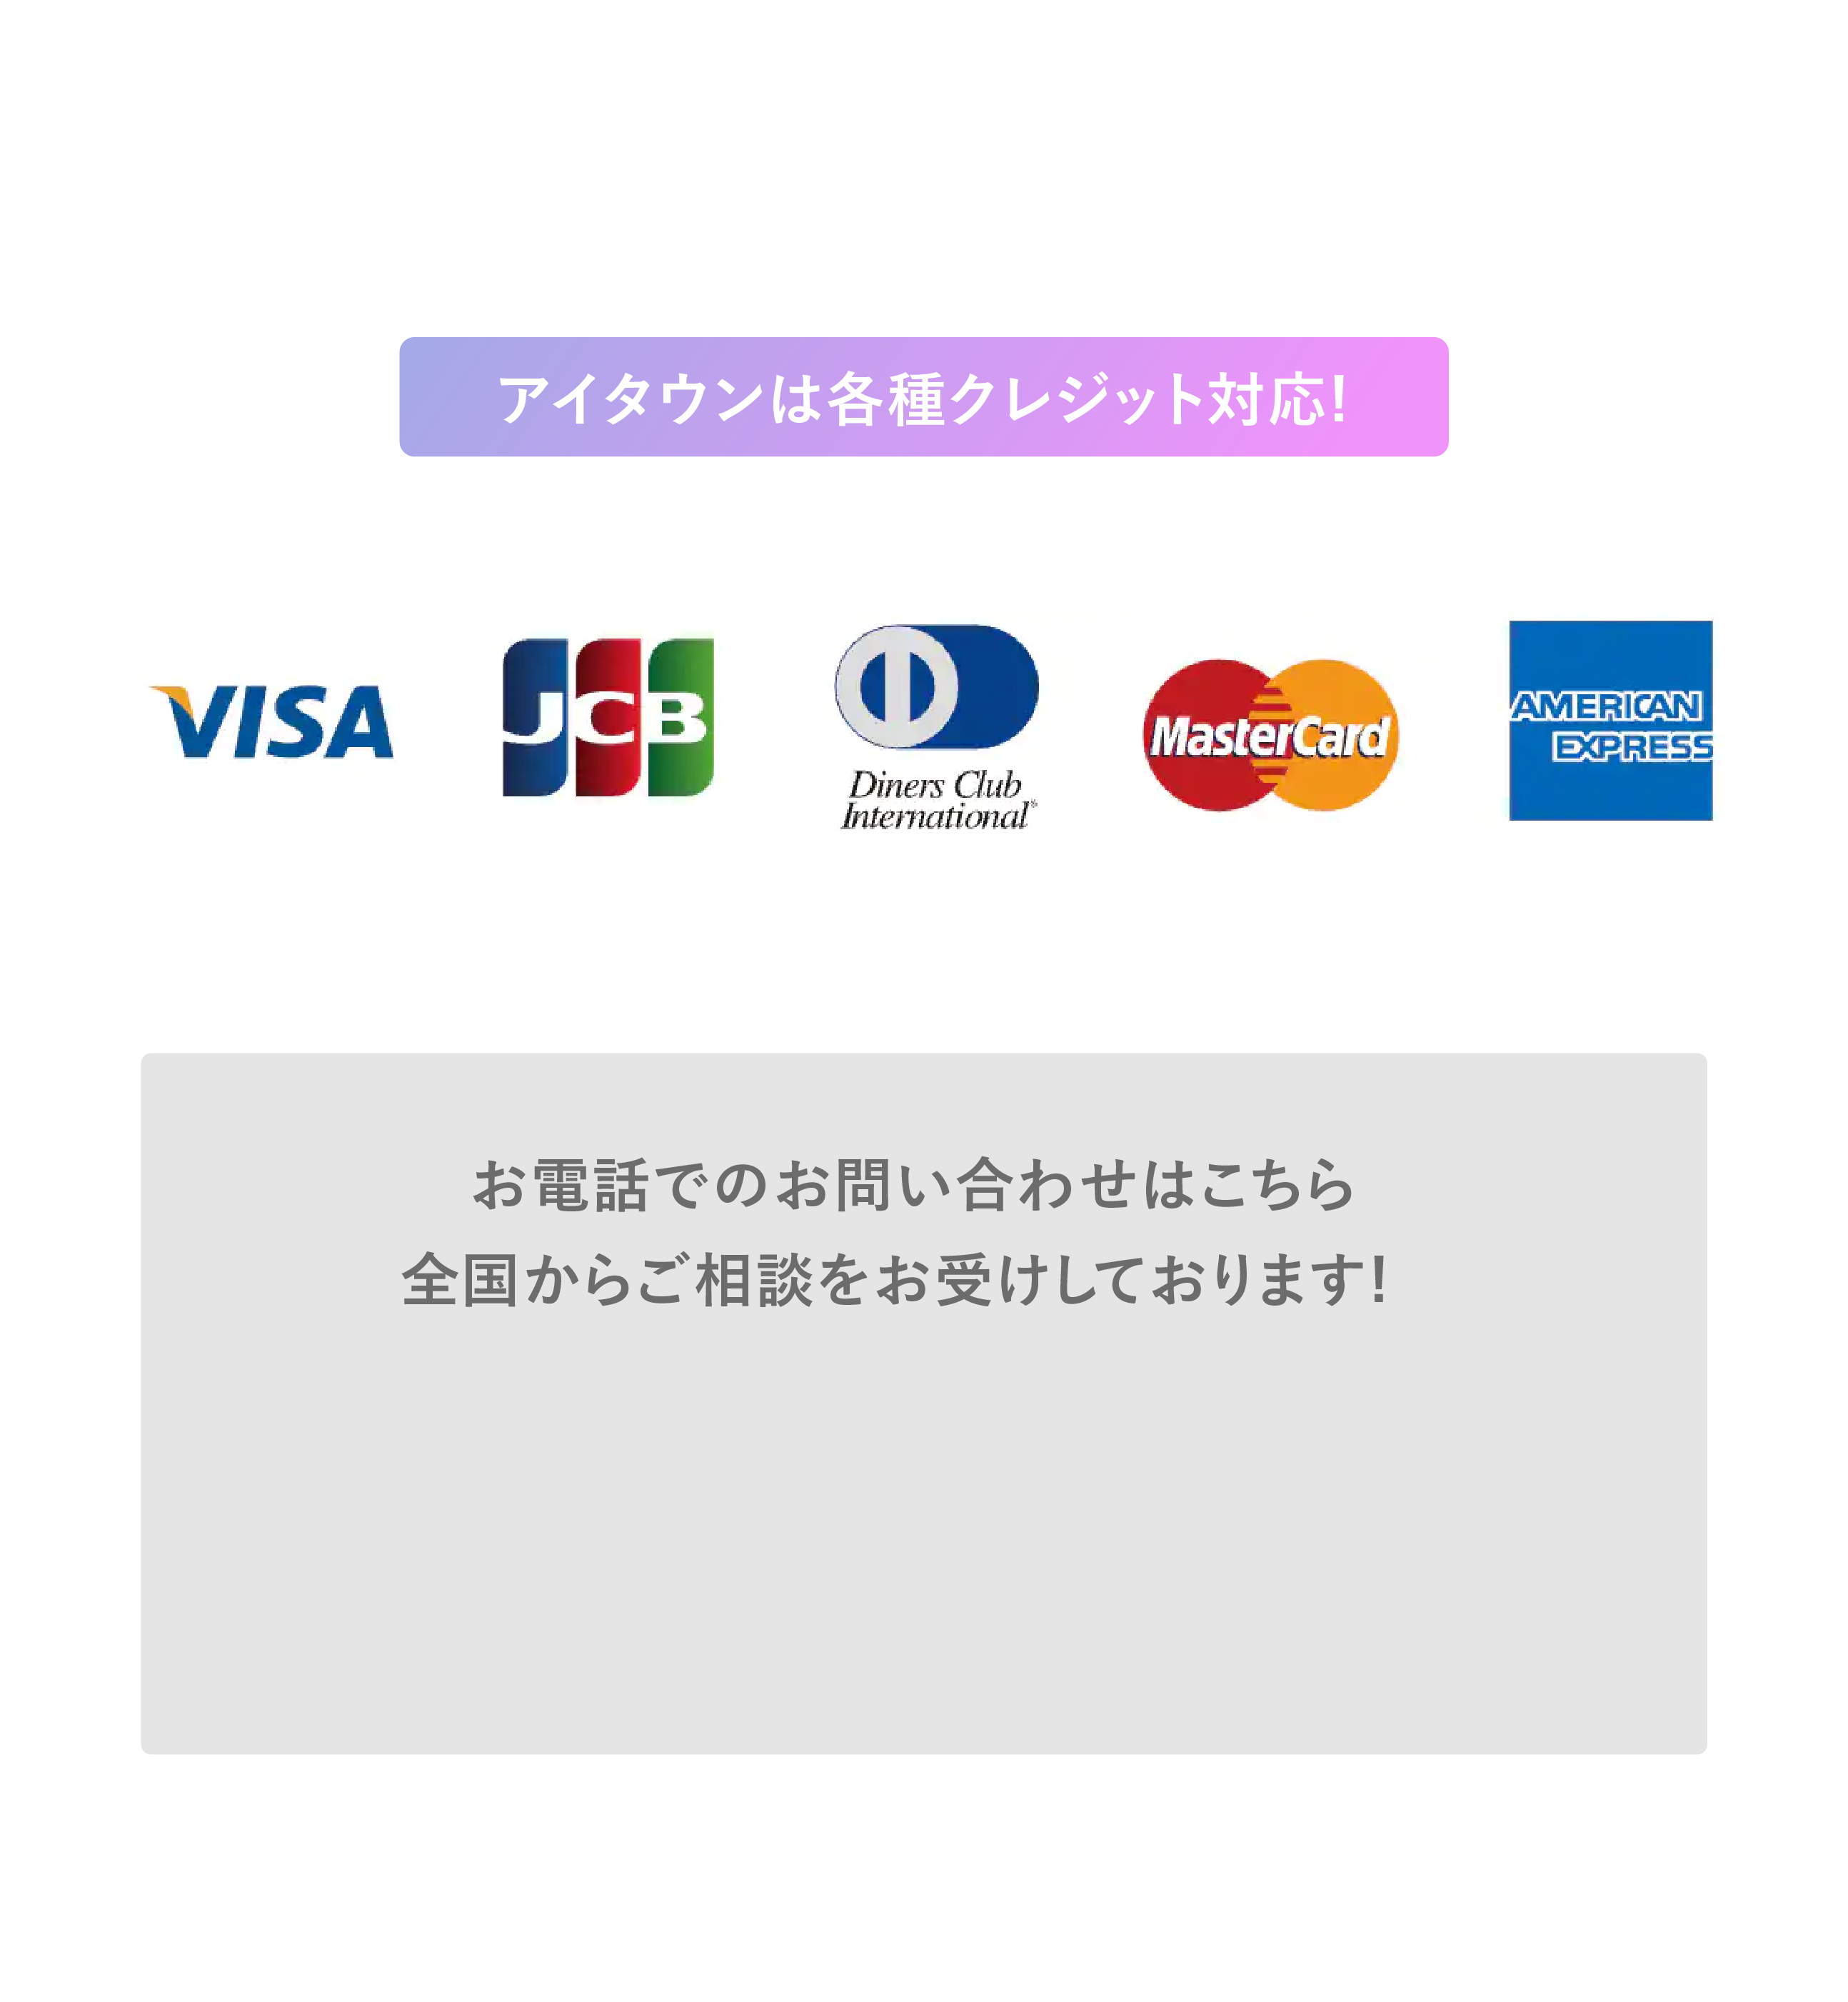 アイタウンは各種クレジット対応!
VISA
JCB
Diners Club
International
MasterCard
AMERICAN
EXPRESS
お電話でのお問い合わせはこちら
全国からご相談をお受けしております!